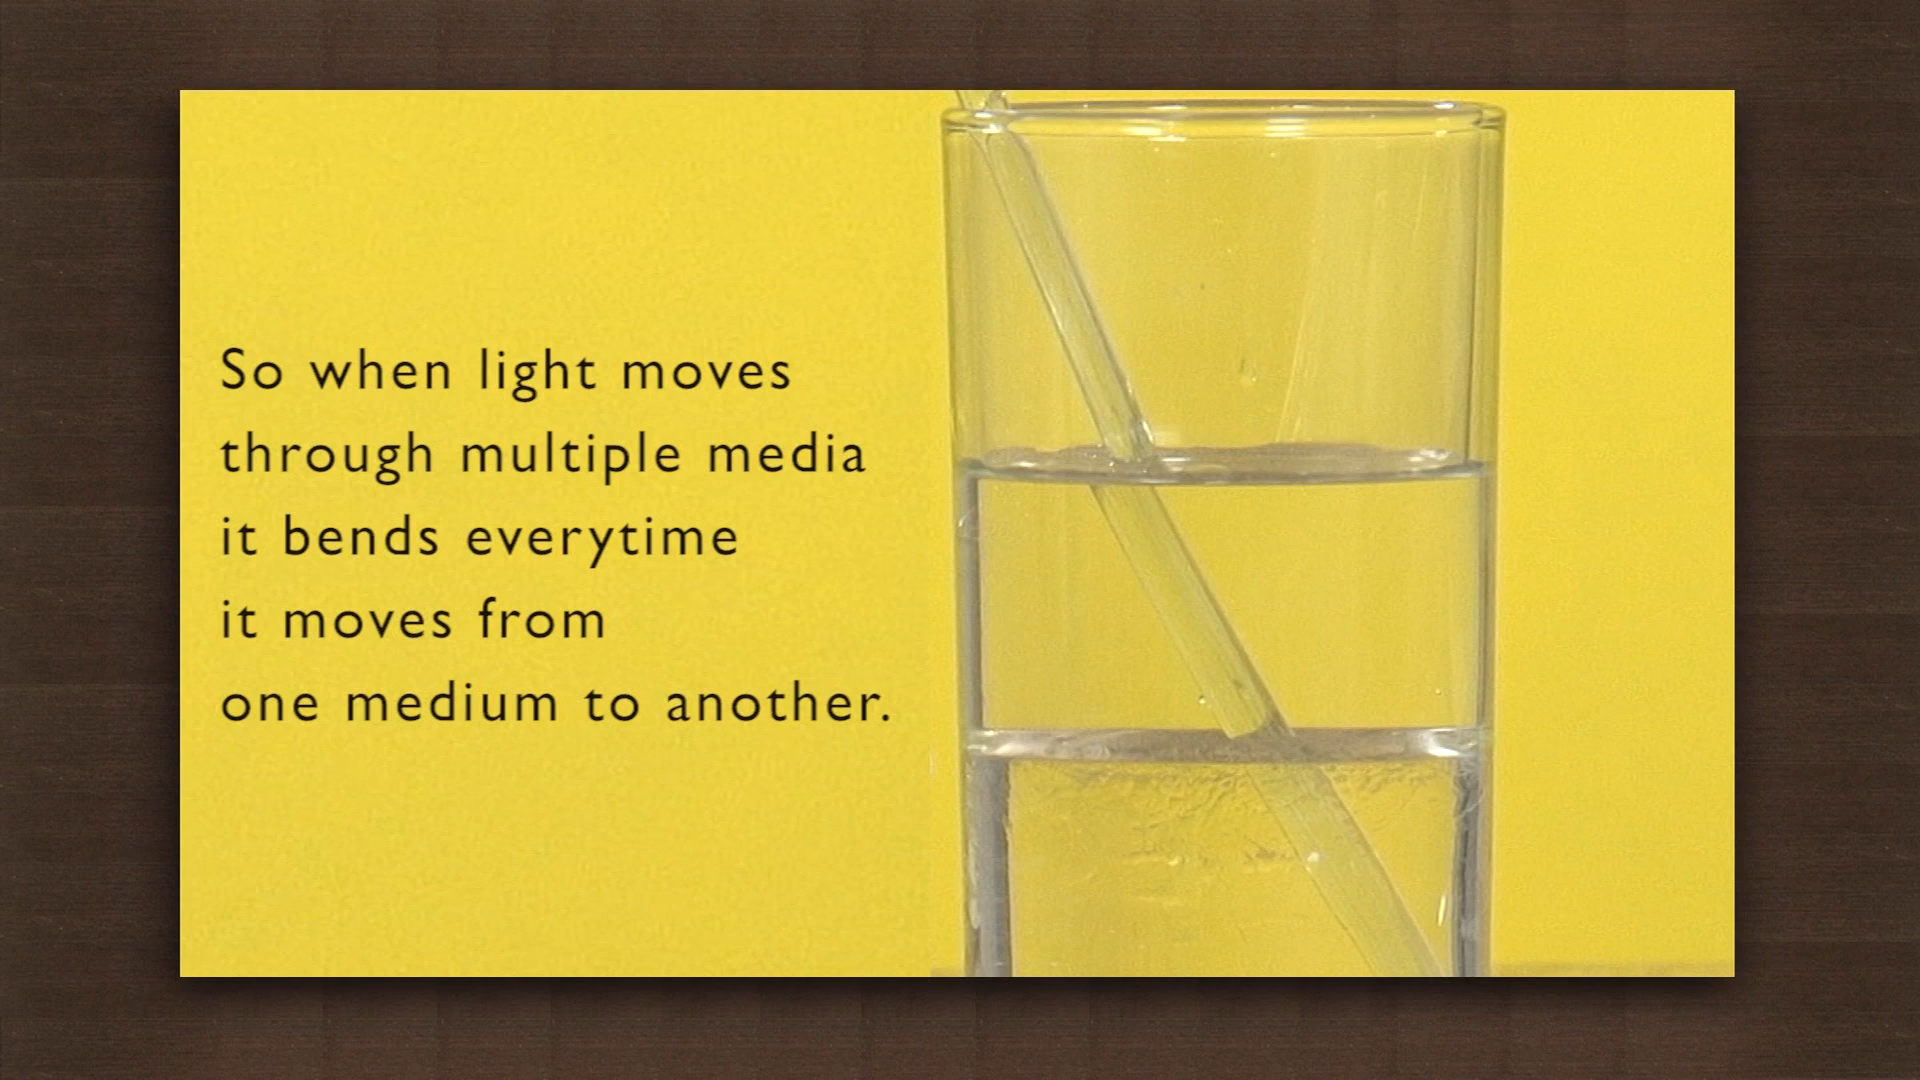 So when light moves
through multiple media
it bends everytime
it moves from
one medium to another.